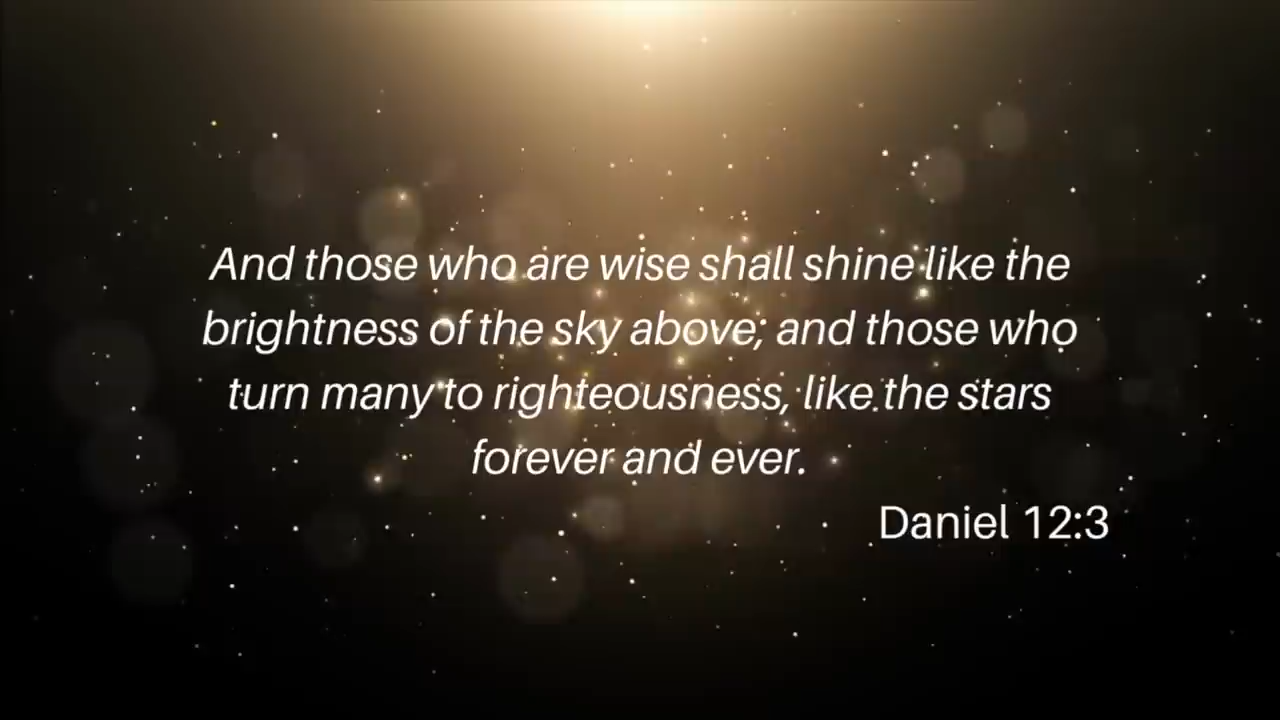 And those who are wise shall shine like the
brightness of the sky above; and those who
turn many to righteousness, like the stars
forever and ever.
Daniel 12:3